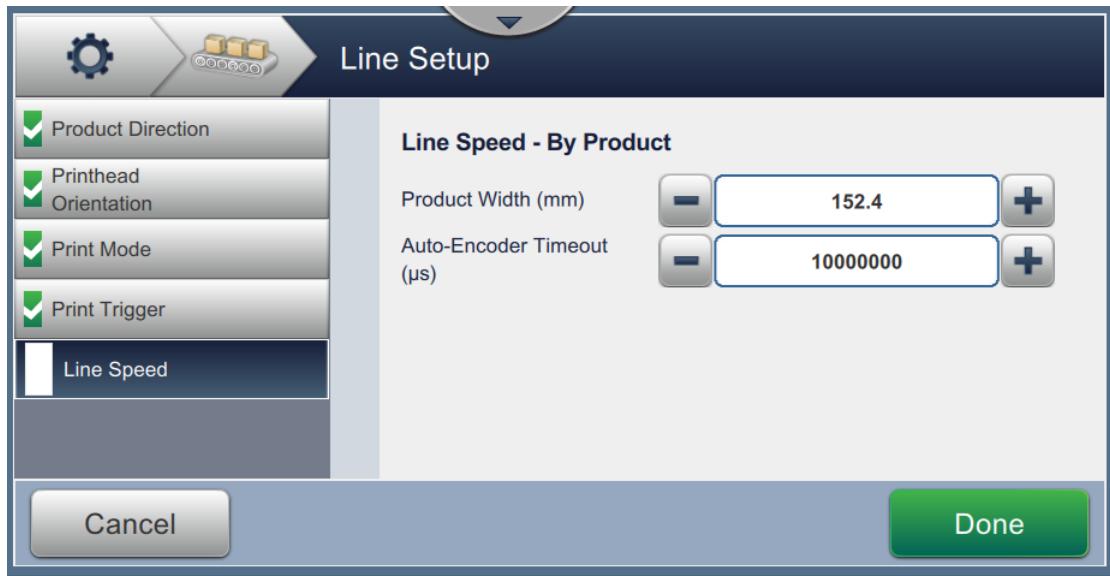 Line Setup
Product Direction
Printhead
Orientation
Print Mode
Print Trigger
Line Speed
Line Speed - By Product
Product Width (mm)
152.4
Auto-Encoder Timeout
(µs)
10000000
Cancel
Done